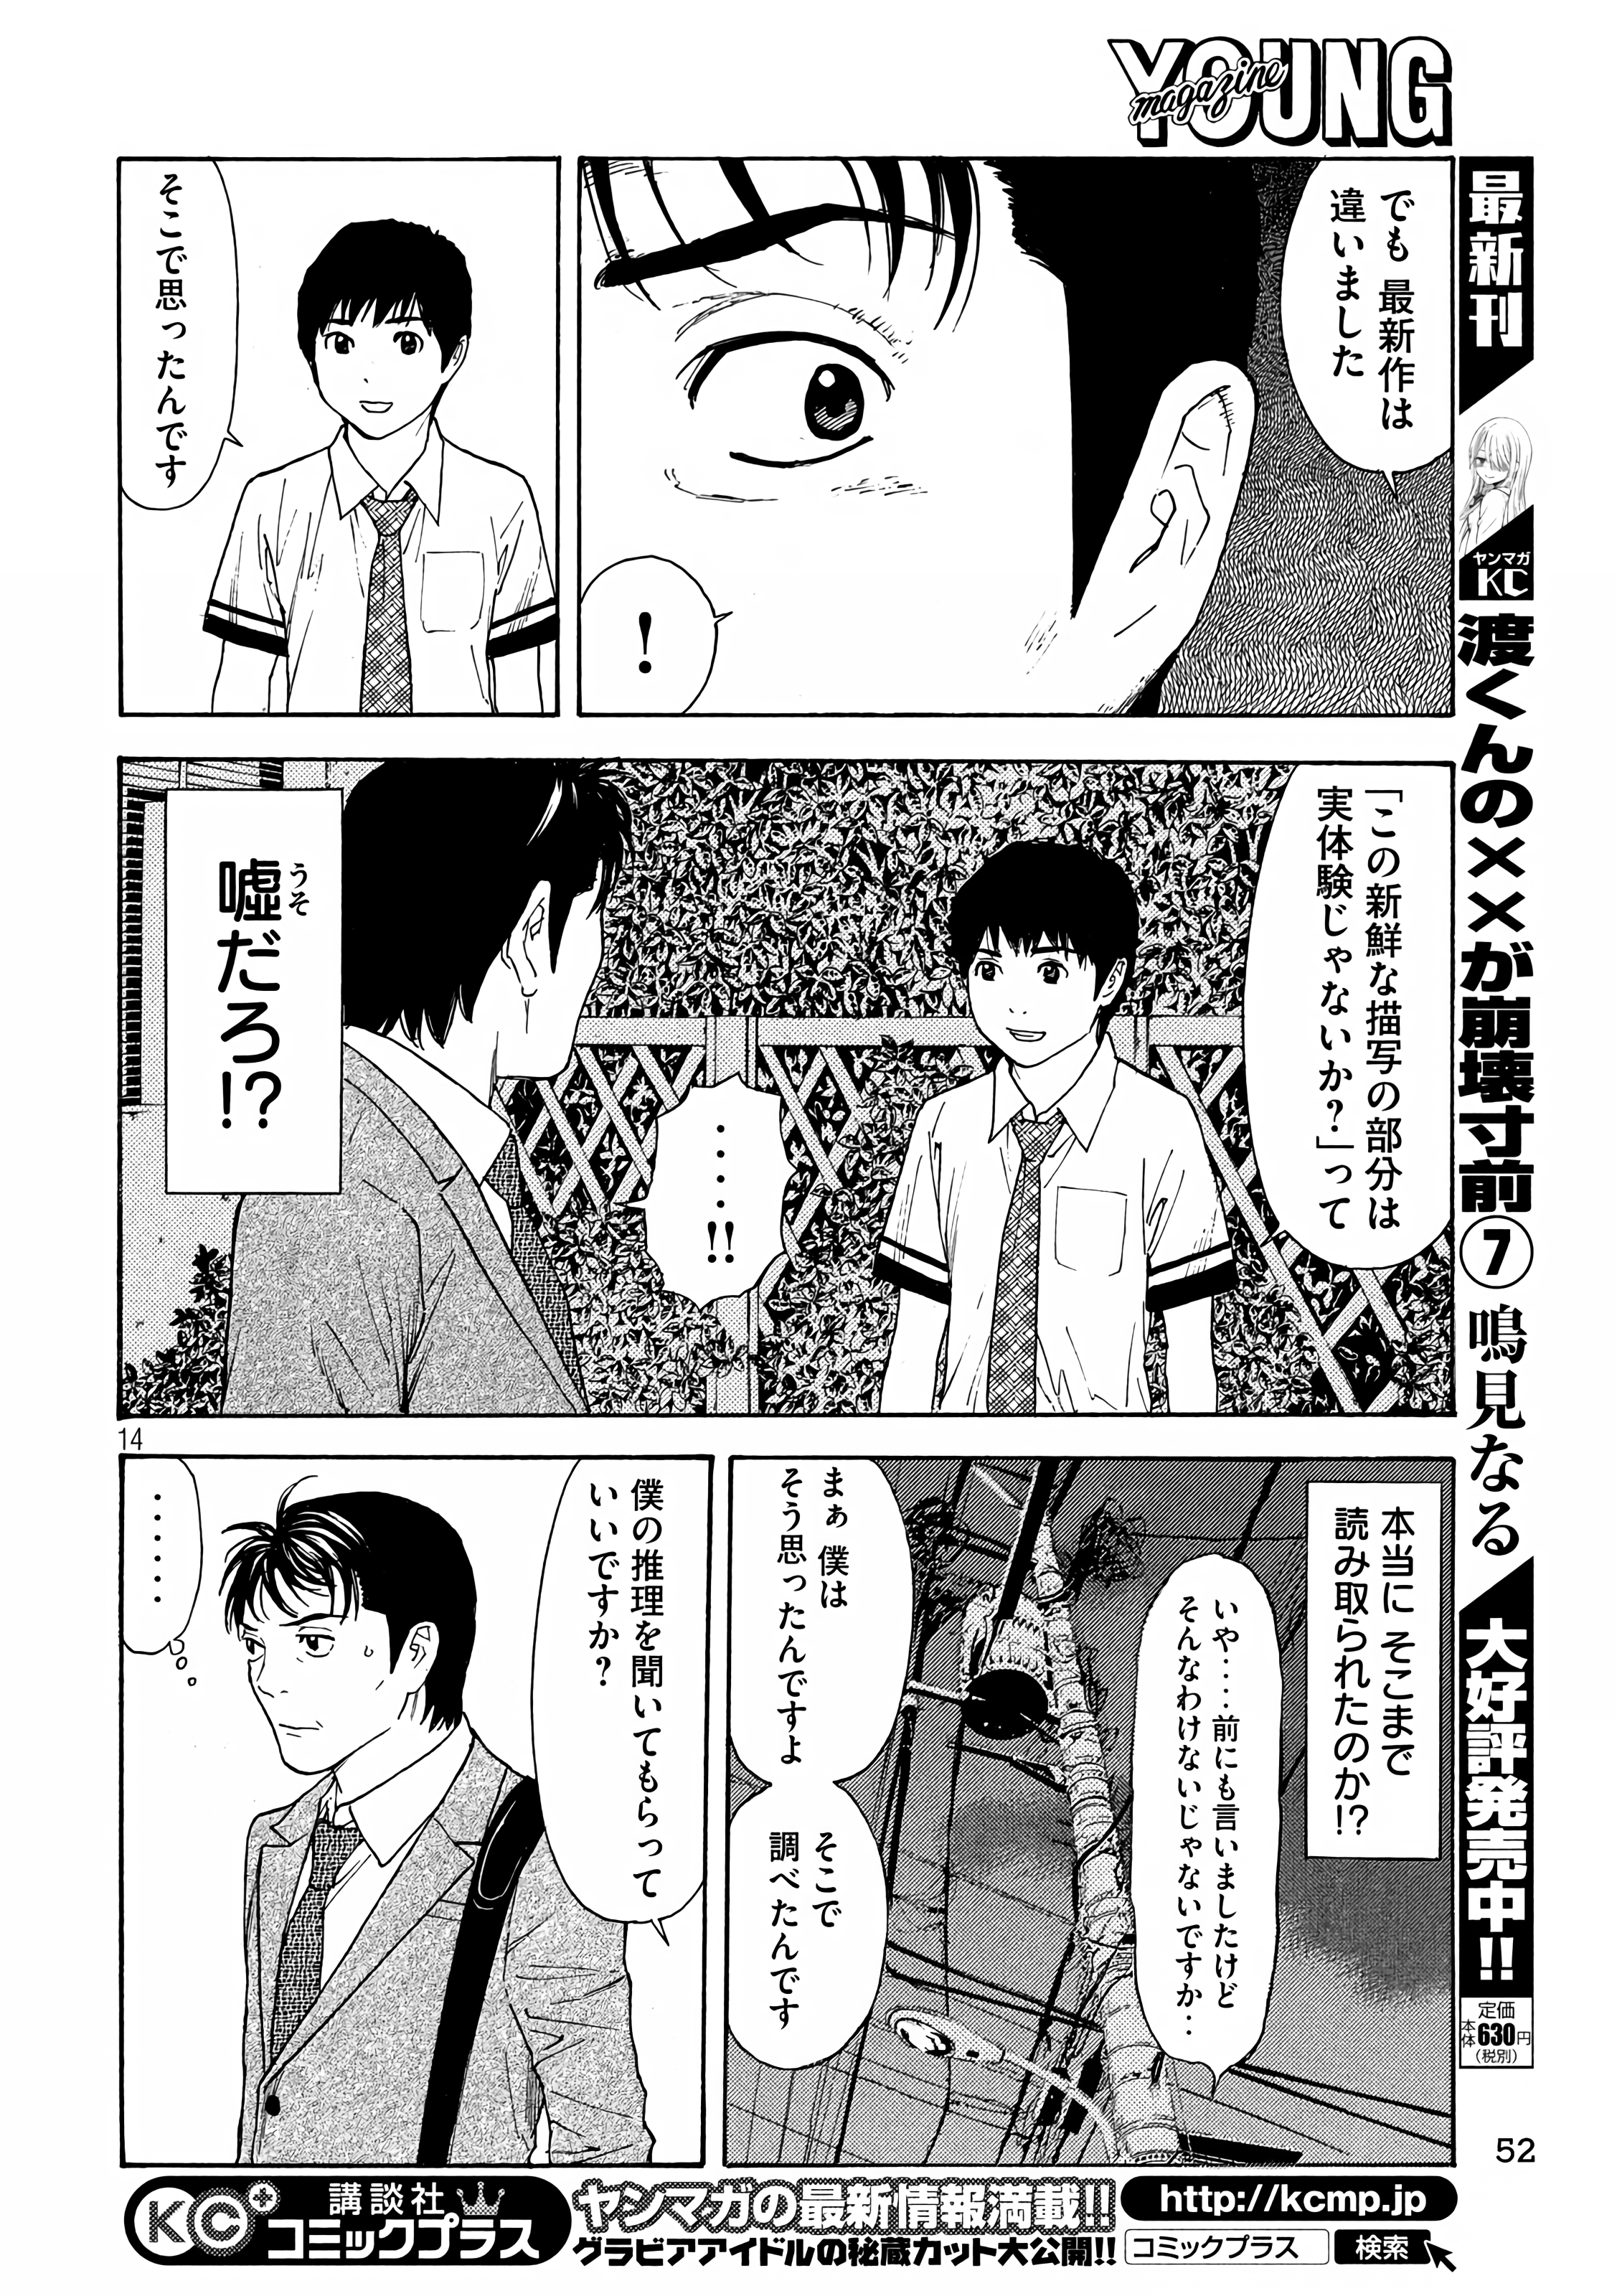 YOUNG
magazine
でも 最新作は
違いました
!
そこで思ったんです
「この新鮮な描写の部分は
実体験じゃないか?」って
・・・・・!!
嘘だろ!?
うそ
14
本当に そこまで
読み取られたのか!?
いや‥‥前にも言いましたけど
そんなわけないじゃないですか‥
まぁ 僕は
そう思ったんですよ
そこで
調べたんです
僕の推理を聞いてもらって
いいですか?
・・・・・・
最新刊
ヤンマガ
KC
渡くんの××が崩壊寸前⑦
鳴見なる
大好評発売中!!
定価
本体630円
(税別)
52
KC+
講談社
コミックプラス
ヤンマガの最新情報満載!!
グラビアアイドルの秘蔵カット大公開!!
http://kcmp.jp
コミックプラス
検索